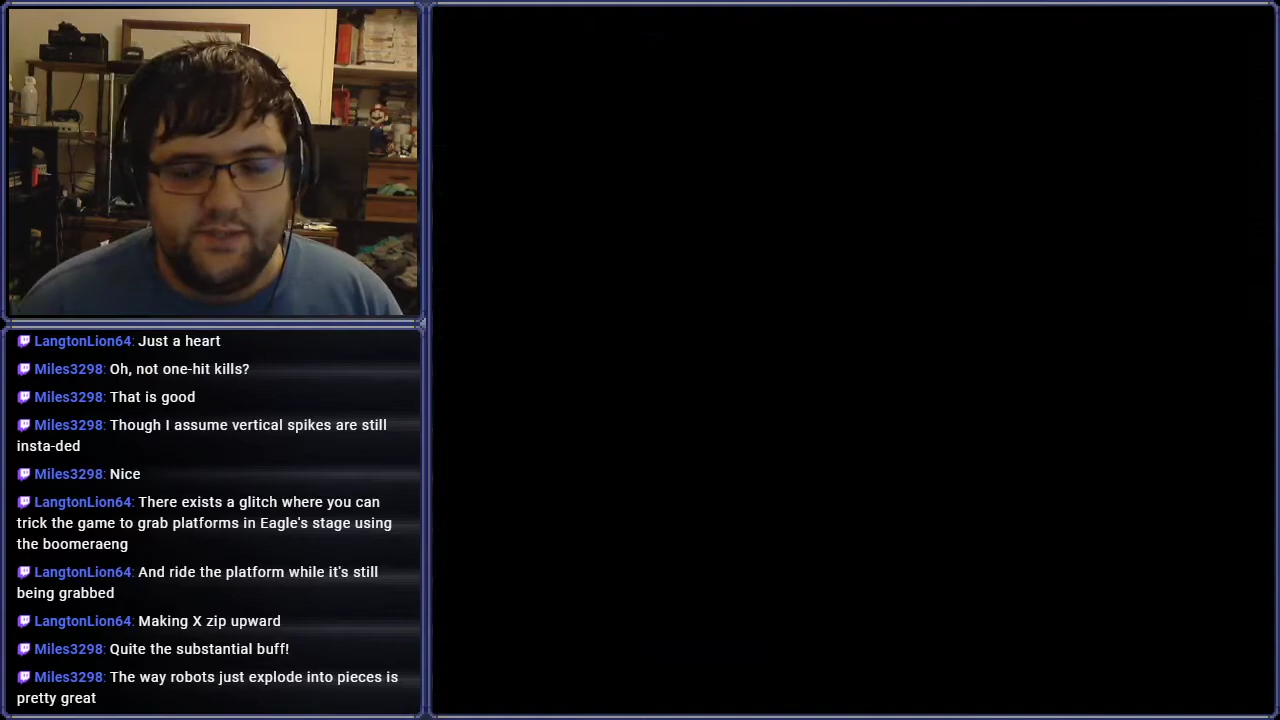 LangtonLion64: Just a heart
Miles3298: Oh, not one-hit kills?
Miles3298: That is good
Miles3298: Though I assume vertical spikes are still
insta-ded
Miles3298: Nice
LangtonLion64: There exists a glitch where you can
trick the game to grab platforms in Eagle's stage using
the boomeraeng
LangtonLion64: And ride the platform while it's still
being grabbed
LangtonLion64: Making X zip upward
Miles3298: Quite the substantial buff!
Miles3298: The way robots just explode into pieces is
pretty great